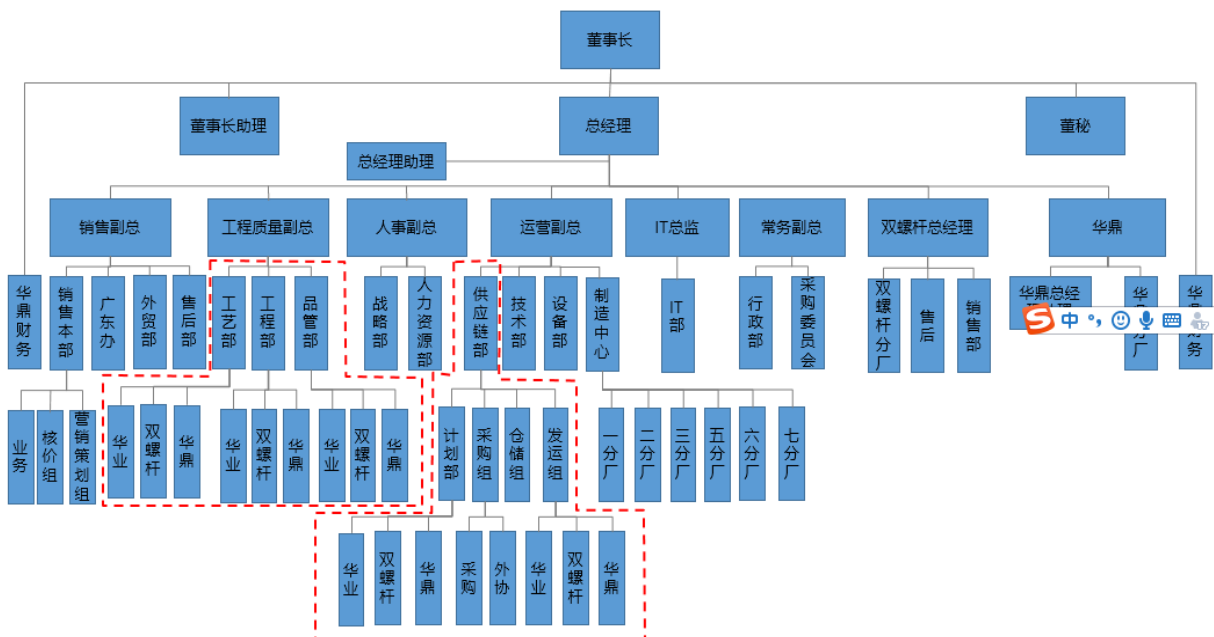 董事长
董事长助理
总经理
董秘
总经理助理
销售副总
工程质量副总
人事副总
运营副总
IT总监
常务副总
双螺杆总经理
华鼎
华鼎财务
销售本部
广东办
外贸部
售后部
工艺部
工程部
品管部
战略部
人力资源部
供应链部
技术部
设备部
制造中心
IT部
行政部
采购委员会
双螺杆分厂
售后
销售部
华鼎总经
中
业务
核价组
营销策划组
华业
双螺杆
华鼎
华业
双螺杆
华鼎
华业
双螺杆
华鼎
计划部
采购组
仓储组
发运组
一分厂
二分厂
三分厂
五分厂
六分厂
七分厂
华业
双螺杆
华鼎
采购
外协
华业
双螺杆
华鼎